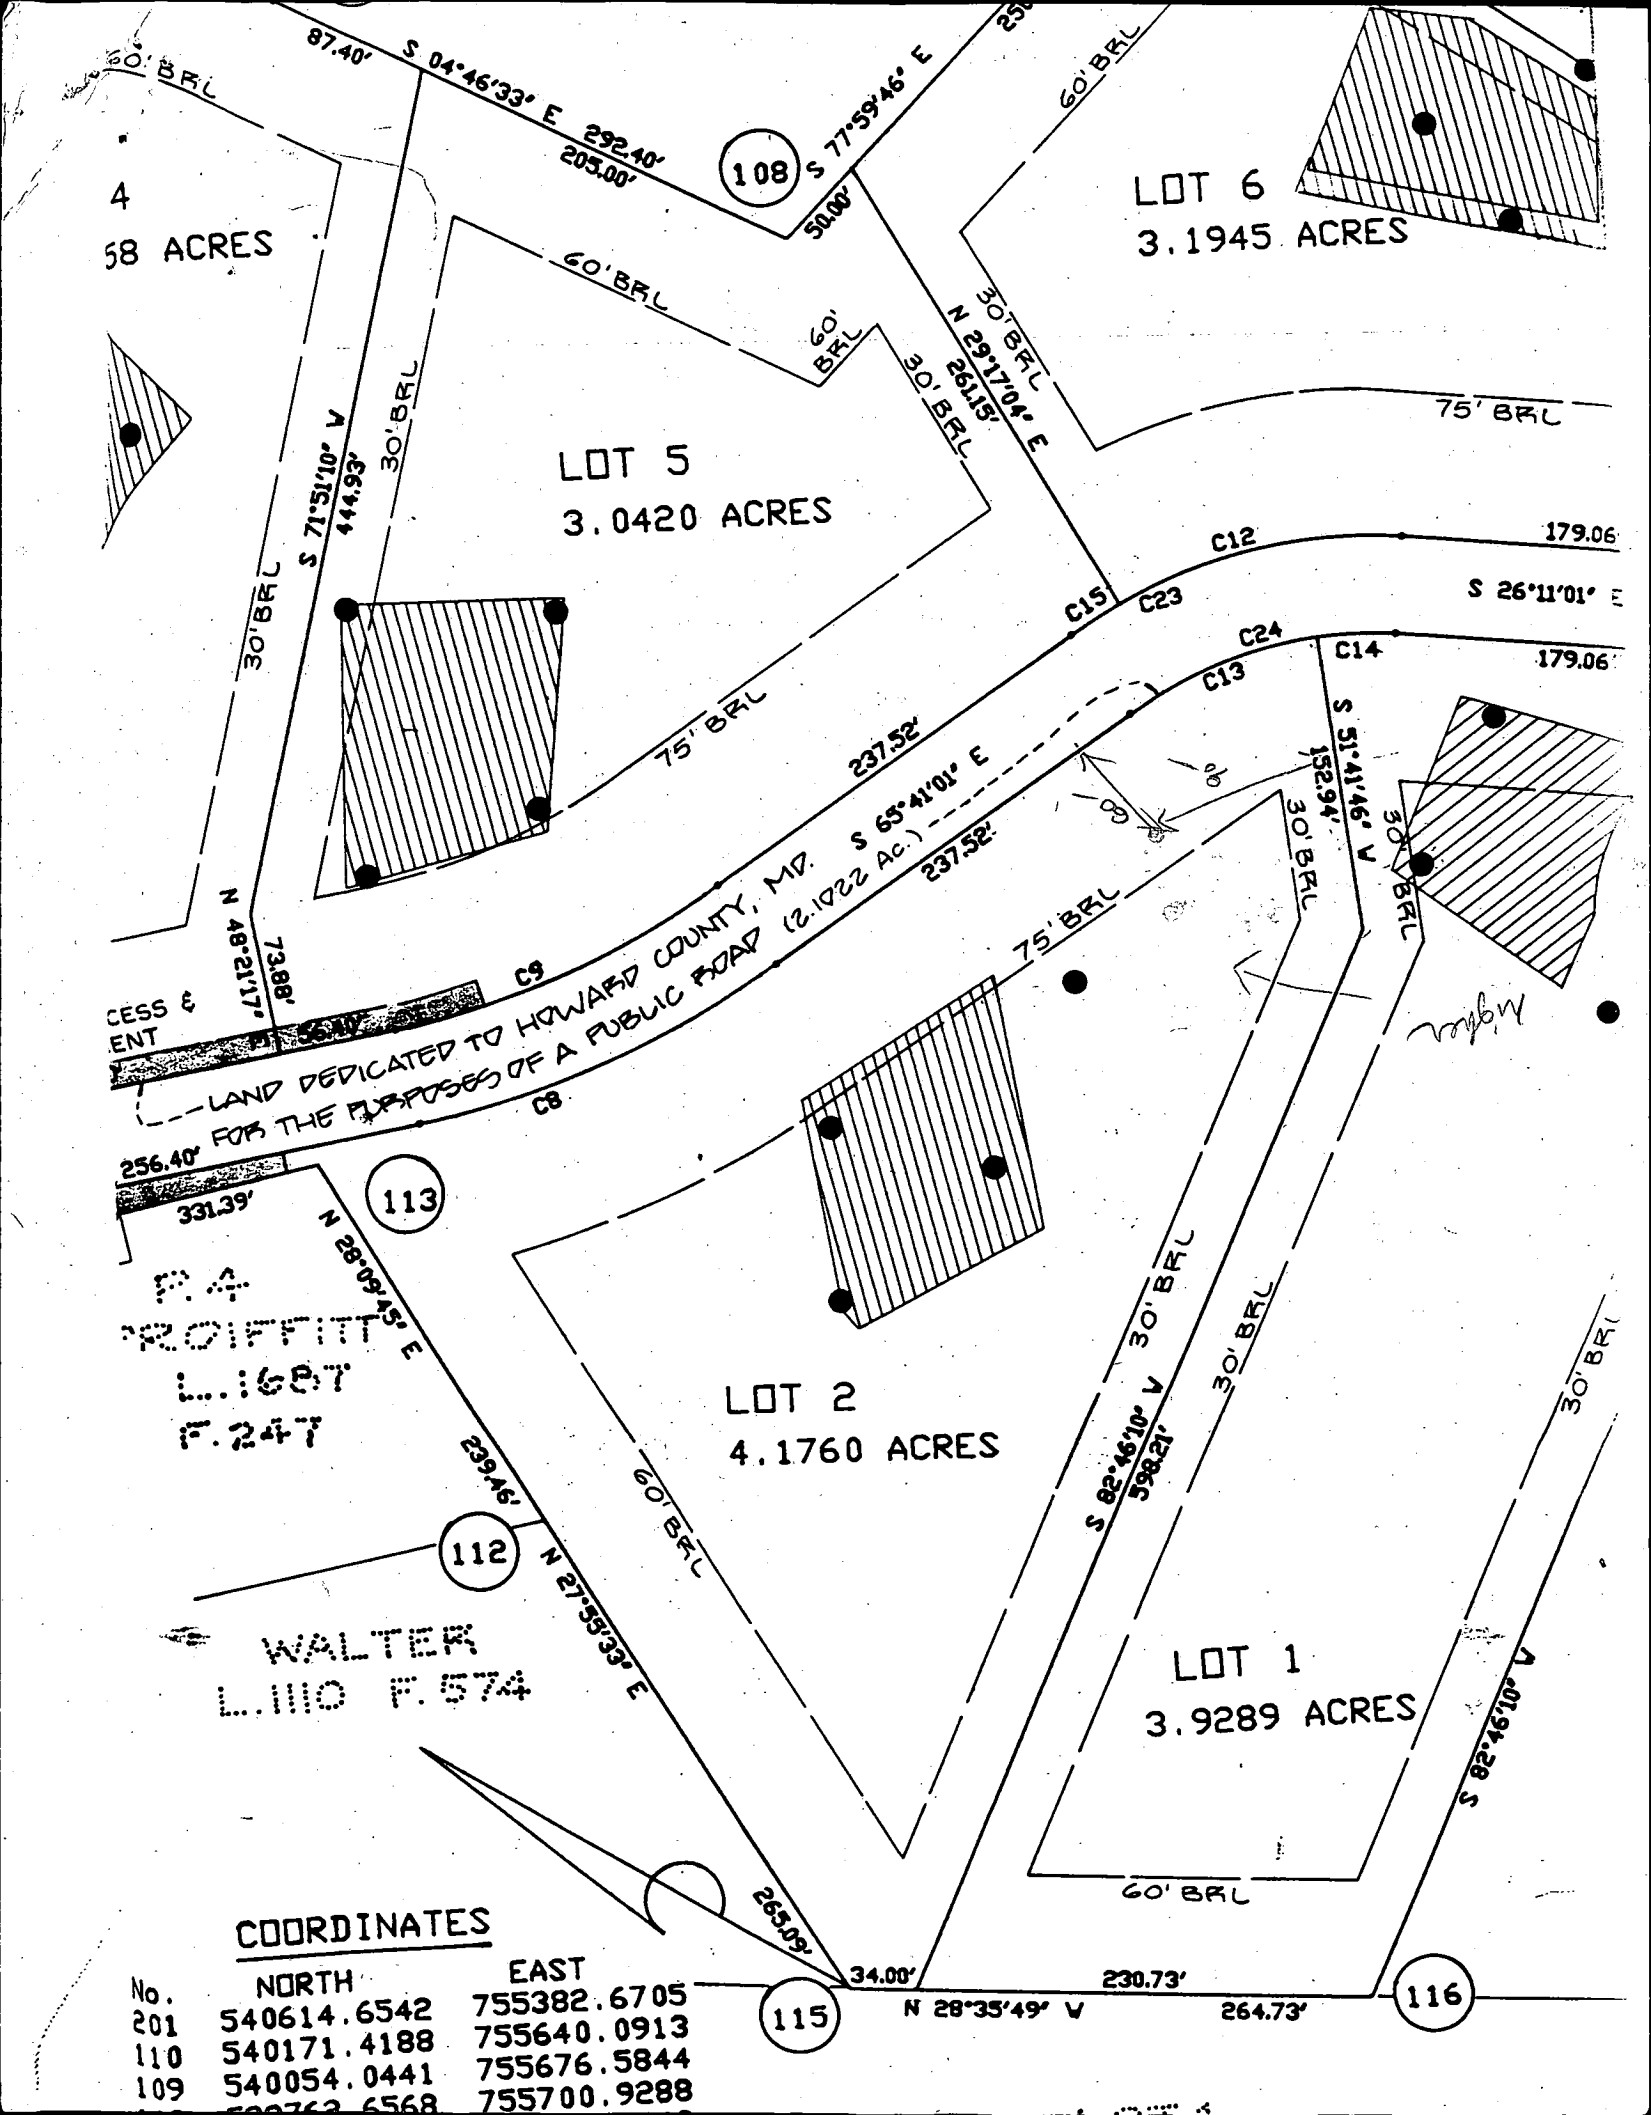 87.40'
S 04°46'33" E
292.40'
205.00'
60' BRL
108
S 77°59'46" E
50.00'
60' BRL
LOT 6
3.1945 ACRES
4
58 ACRES
60' BRL
60' BRL
30' BRL
N 29°17'04" E
261.15'
30' BRL
75' BRL
S 71°51'10" W
444.93'
30' BRL
30' BRL
LOT 5
3.0420 ACRES
C12
179.06
S 26°11'01" E
C15
C23
C24
C13
C14
179.06
75' BRL
237.52'
S 65°41'01" E
237.52'
S 51°41'46" W
152.94'
30' BRL
30' BRL
75' BRL
higher
N 48°21'17"
73.88'
C9
CESS &
ENT
56.40'
LAND DEDICATED TO HOWARD COUNTY, MD.
FOR THE PURPOSES OF A PUBLIC ROAD (2.1022 AC.)
C8
256.40'
331.39'
113
N 28°09'45" E
239.46'
P.4
L.1687
F.247
LOT 2
4.1760 ACRES
60' BRL
30' BRL
30' BRL
30' BRL
S 82°46'10" W
598.21'
112
N 27°55'33" E
265.09'
WALTER
L.1110 F.574
LOT 1
3.9289 ACRES
S 82°46'10" W
60' BRL
34.00'
230.73'
115
N 28°35'49" W
264.73'
116
COORDINATES
No. NORTH EAST
201 540614.6542 755382.6705
110 540171.4188 755640.0913
109 540054.0441 755676.5844
6568 755700.9288